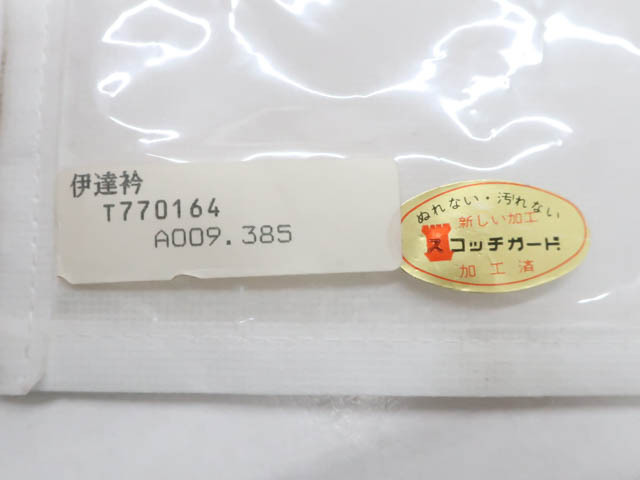 伊達衿
T770164
A009.385
ぬれない・汚れない
新しい加工
スコッチガード
加工済